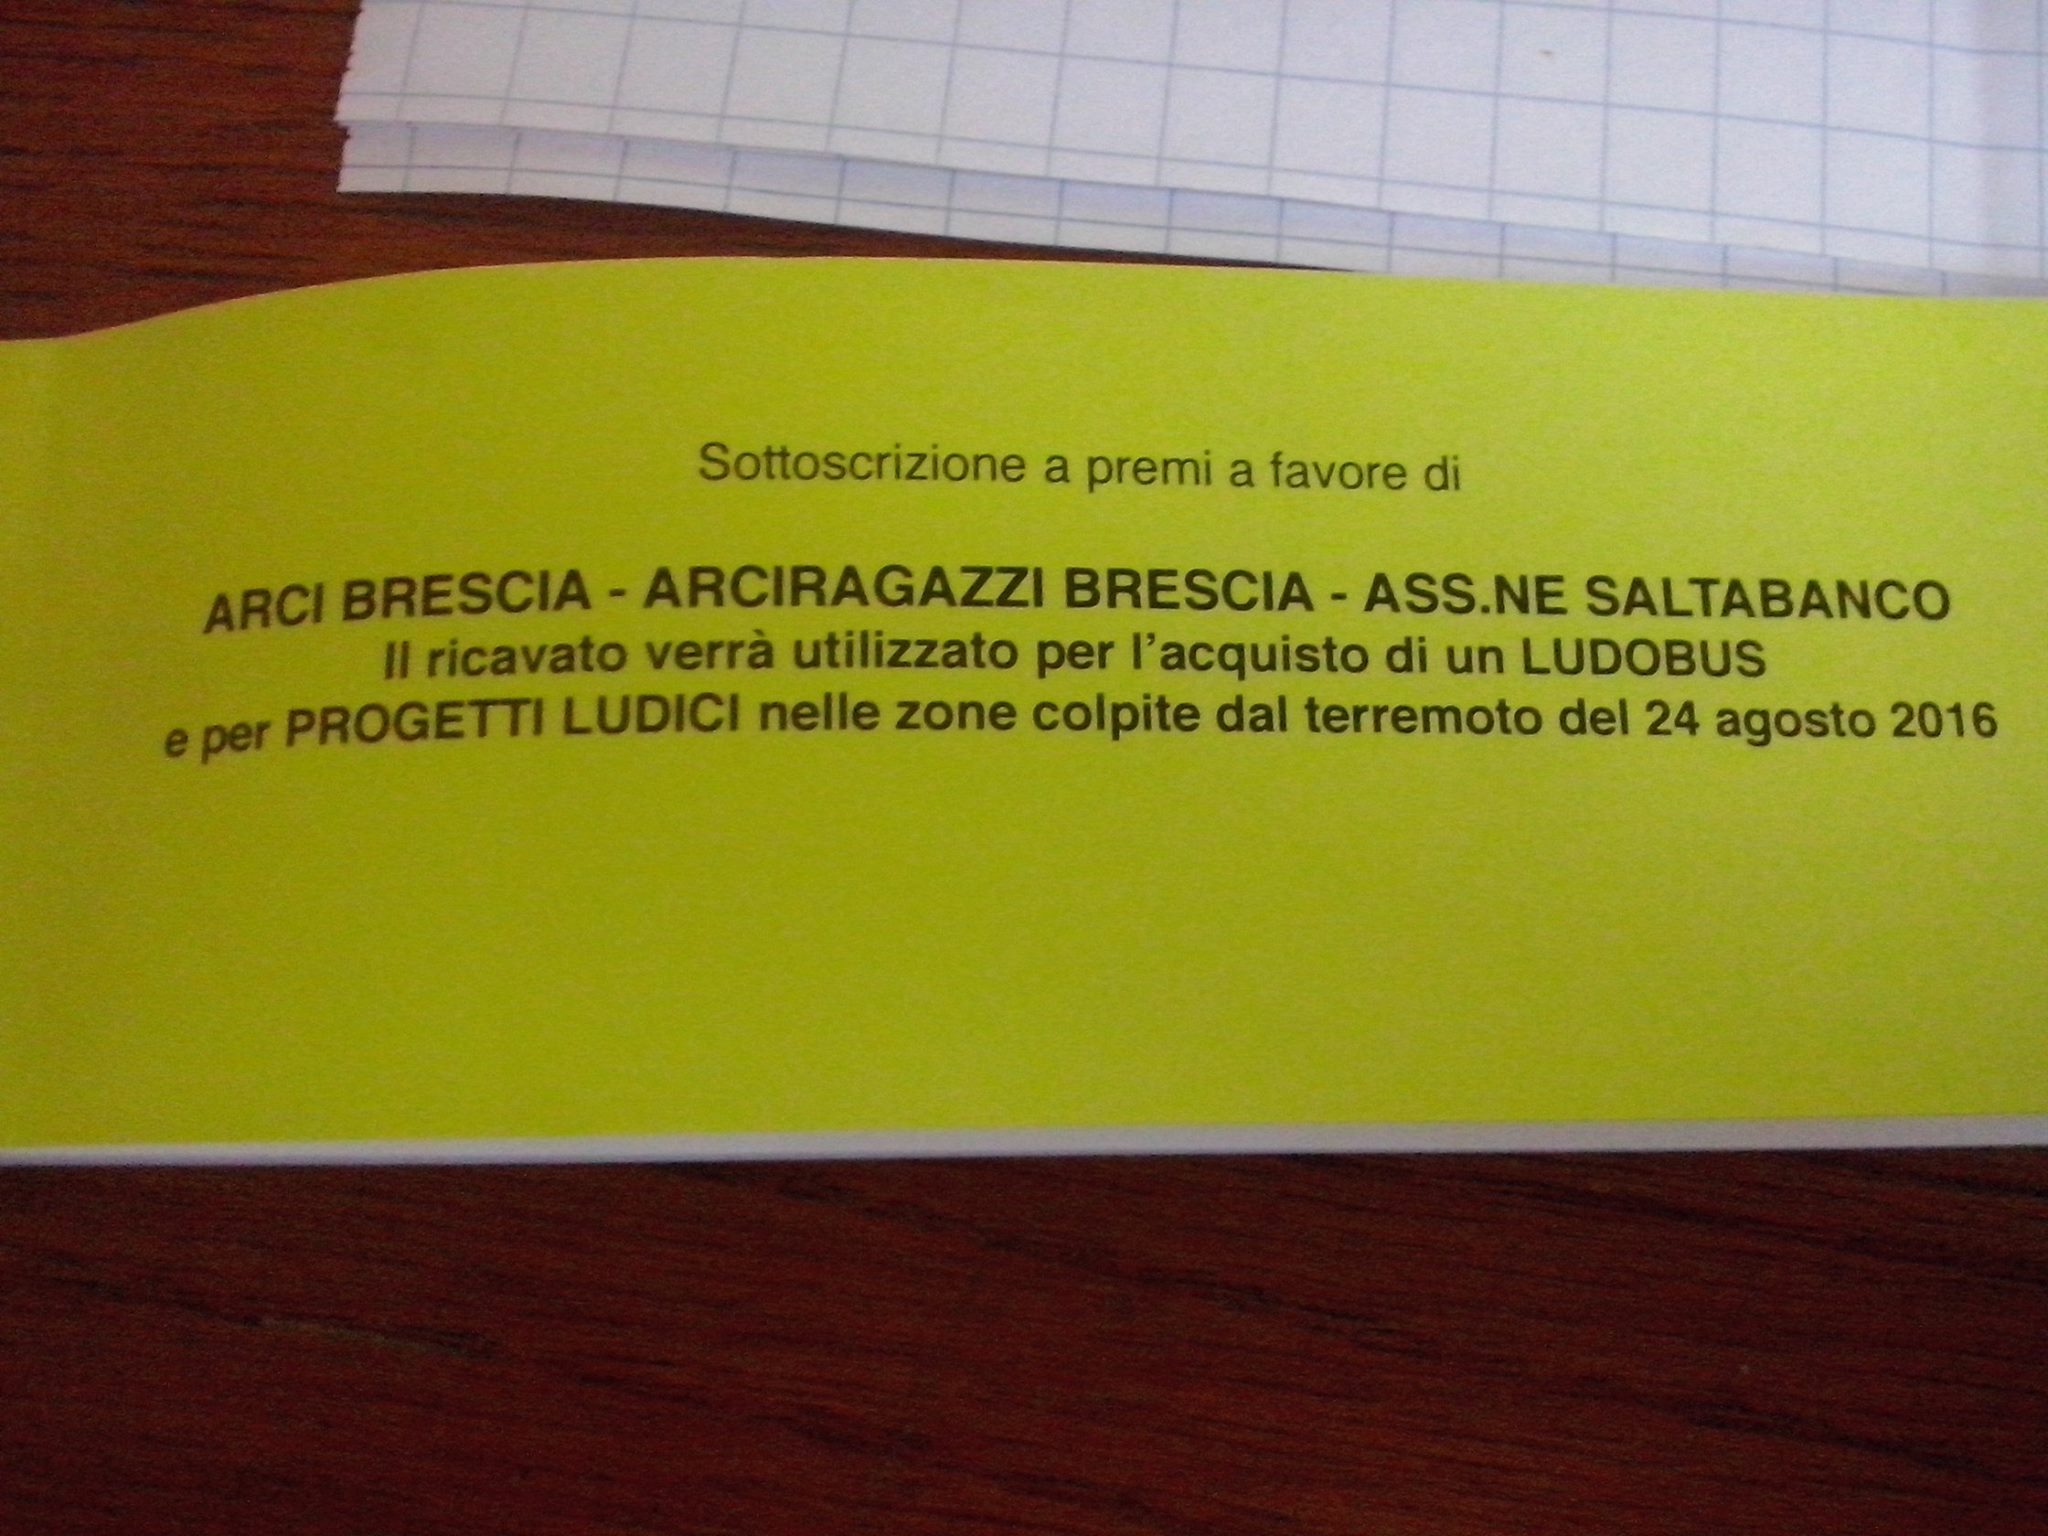 Sottoscrizione a premi a favore di
ARCI BRESCIA - ARCIRAGAZZI BRESCIA - ASS.NE SALTABANCO
Il ricavato verrà utilizzato per l'acquisto di un LUDOBUS
e per PROGETTI LUDICI nelle zone colpite dal terremoto del 24 agosto 2016